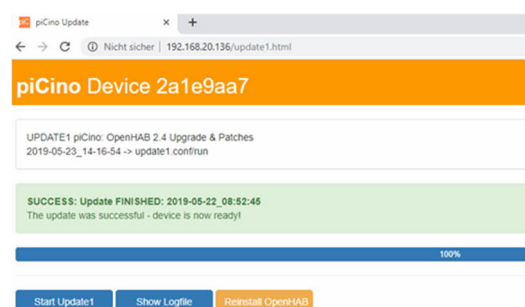 piC piCino Update × +
Nicht sicher | 192.168.20.136/update1.html
piCino Device 2a1e9aa7
UPDATE1 piCino: OpenHAB 2.4 Upgrade & Patches
2019-05-23_14-16-54 -> update1.conf/run
SUCCESS: Update FINISHED: 2019-05-22_08:52:45
The update was successful - device is now ready!
100%
Start Update1 Show Logfile Reinstall OpenHAB